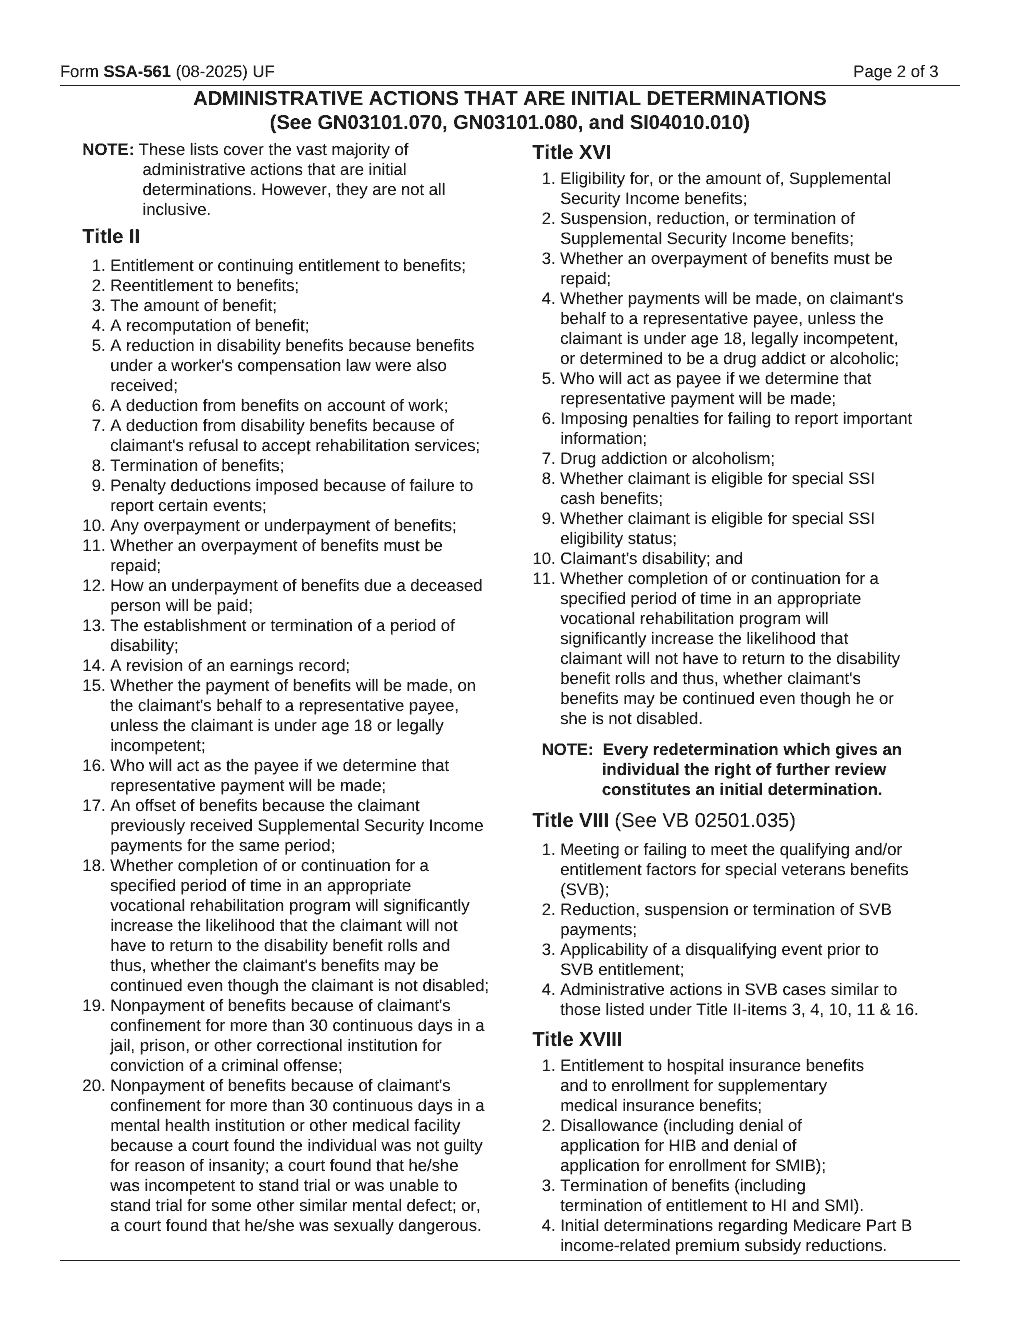 Form SSA-561 (08-2025) UF
Page 2 of 3
ADMINISTRATIVE ACTIONS THAT ARE INITIAL DETERMINATIONS
(See GN03101.070, GN03101.080, and SI04010.010)
NOTE: These lists cover the vast majority of
administrative actions that are initial
determinations. However, they are not all
inclusive.
Title II
1. Entitlement or continuing entitlement to benefits;
2. Reentitlement to benefits;
3. The amount of benefit;
4. A recomputation of benefit;
5. A reduction in disability benefits because benefits
under a worker's compensation law were also
received;
6. A deduction from benefits on account of work;
7. A deduction from disability benefits because of
claimant's refusal to accept rehabilitation services;
8. Termination of benefits;
9. Penalty deductions imposed because of failure to
report certain events;
10. Any overpayment or underpayment of benefits;
11. Whether an overpayment of benefits must be
repaid;
12. How an underpayment of benefits due a deceased
person will be paid;
13. The establishment or termination of a period of
disability;
14. A revision of an earnings record;
15. Whether the payment of benefits will be made, on
the claimant's behalf to a representative payee,
unless the claimant is under age 18 or legally
incompetent;
16. Who will act as the payee if we determine that
representative payment will be made;
17. An offset of benefits because the claimant
previously received Supplemental Security Income
payments for the same period;
18. Whether completion of or continuation for a
specified period of time in an appropriate
vocational rehabilitation program will significantly
increase the likelihood that the claimant will not
have to return to the disability benefit rolls and
thus, whether the claimant's benefits may be
continued even though the claimant is not disabled;
19. Nonpayment of benefits because of claimant's
confinement for more than 30 continuous days in a
jail, prison, or other correctional institution for
conviction of a criminal offense;
20. Nonpayment of benefits because of claimant's
confinement for more than 30 continuous days in a
mental health institution or other medical facility
because a court found the individual was not guilty
for reason of insanity; a court found that he/she
was incompetent to stand trial or was unable to
stand trial for some other similar mental defect; or,
a court found that he/she was sexually dangerous.
Title XVI
1. Eligibility for, or the amount of, Supplemental
Security Income benefits;
2. Suspension, reduction, or termination of
Supplemental Security Income benefits;
3. Whether an overpayment of benefits must be
repaid;
4. Whether payments will be made, on claimant's
behalf to a representative payee, unless the
claimant is under age 18, legally incompetent,
or determined to be a drug addict or alcoholic;
5. Who will act as payee if we determine that
representative payment will be made;
6. Imposing penalties for failing to report important
information;
7. Drug addiction or alcoholism;
8. Whether claimant is eligible for special SSI
cash benefits;
9. Whether claimant is eligible for special SSI
eligibility status;
10. Claimant's disability; and
11. Whether completion of or continuation for a
specified period of time in an appropriate
vocational rehabilitation program will
significantly increase the likelihood that
claimant will not have to return to the disability
benefit rolls and thus, whether claimant's
benefits may be continued even though he or
she is not disabled.
NOTE: Every redetermination which gives an
individual the right of further review
constitutes an initial determination.
Title VIII (See VB 02501.035)
1. Meeting or failing to meet the qualifying and/or
entitlement factors for special veterans benefits
(SVB);
2. Reduction, suspension or termination of SVB
payments;
3. Applicability of a disqualifying event prior to
SVB entitlement;
4. Administrative actions in SVB cases similar to
those listed under Title II-items 3, 4, 10, 11 & 16.
Title XVIII
1. Entitlement to hospital insurance benefits
and to enrollment for supplementary
medical insurance benefits;
2. Disallowance (including denial of
application for HIB and denial of
application for enrollment for SMIB);
3. Termination of benefits (including
termination of entitlement to HI and SMI).
4. Initial determinations regarding Medicare Part B
income-related premium subsidy reductions.